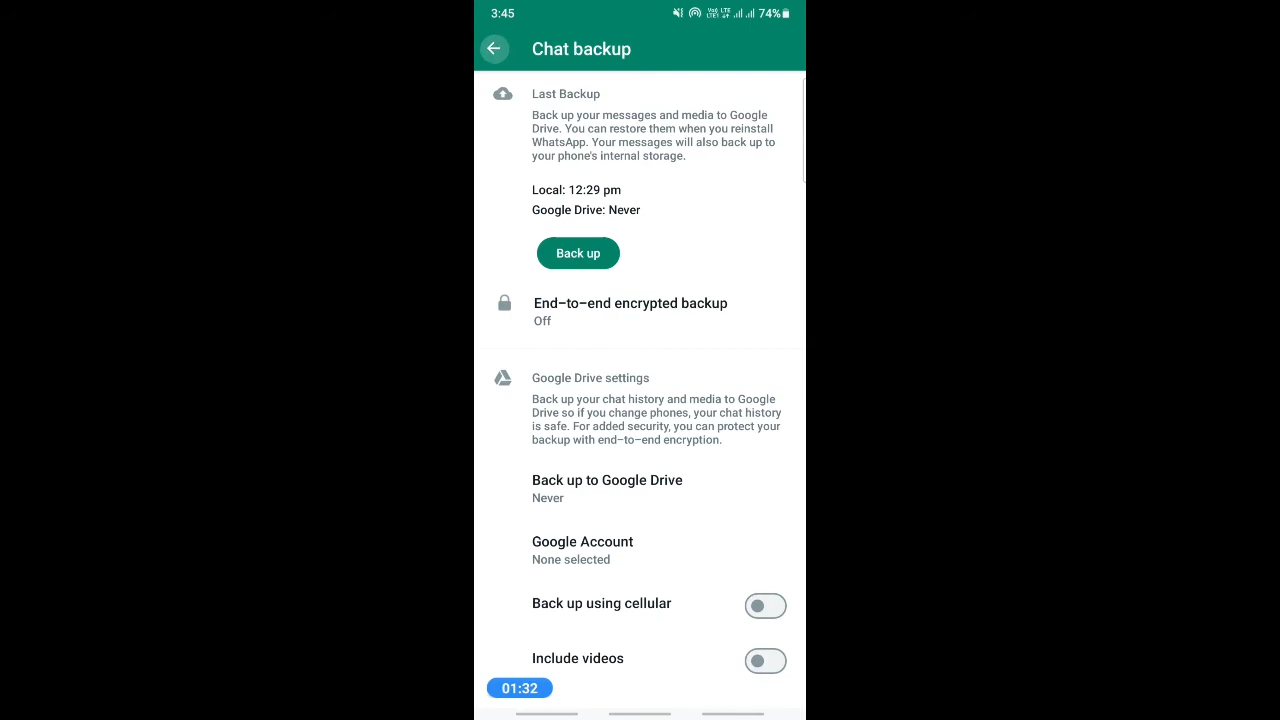 3:45
Vo) LTE
LTE1
74%
Chat backup
Last Backup
Back up your messages and media to Google
Drive. You can restore them when you reinstall
WhatsApp. Your messages will also back up to
your phone's internal storage.
Local: 12:29 pm
Google Drive: Never
Back up
End-to-end encrypted backup
Off
Google Drive settings
Back up your chat history and media to Google
Drive so if you change phones, your chat history
is safe. For added security, you can protect your
backup with end-to-end encryption.
Back up to Google Drive
Never
Google Account
None selected
Back up using cellular
Include videos
01:32